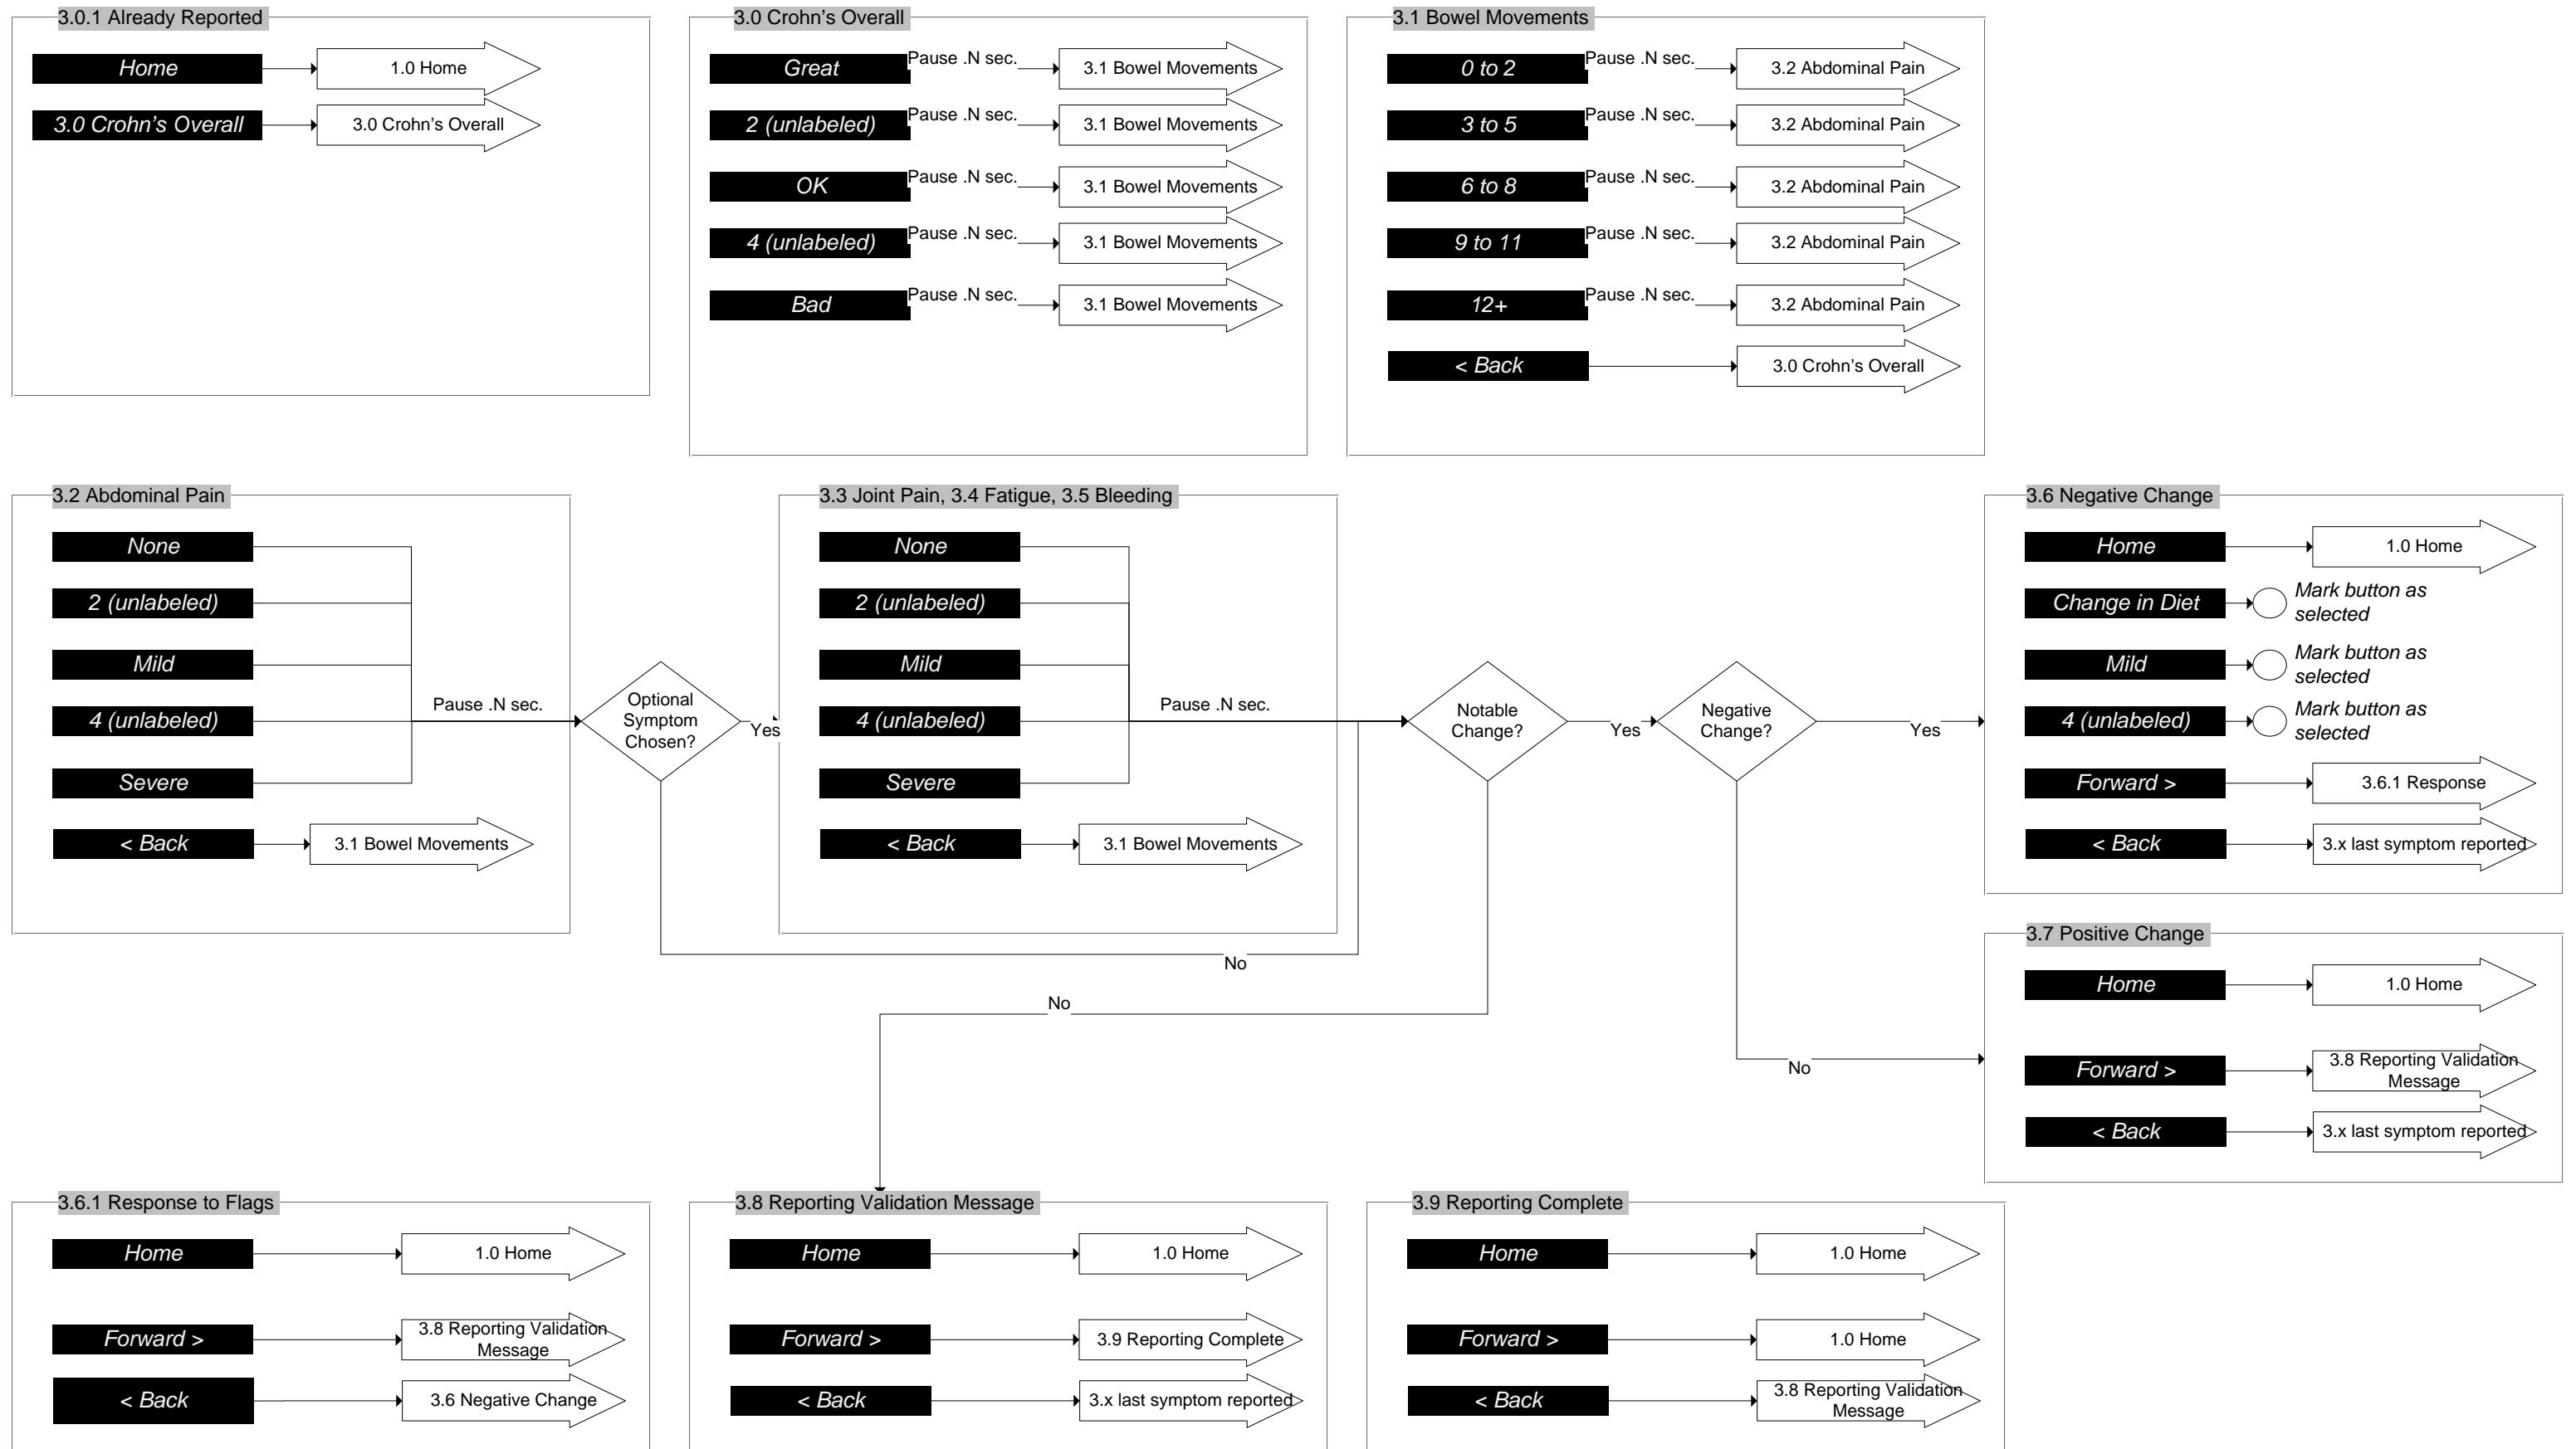 3.0.1 Already Reported
Home
1.0 Home
3.0 Crohn's Overall
3.0 Crohn's Overall
3.0 Crohn's Overall
Great
Pause .N sec.
3.1 Bowel Movements
2 (unlabeled)
Pause .N sec.
3.1 Bowel Movements
OK
Pause .N sec.
3.1 Bowel Movements
4 (unlabeled)
Pause .N sec.
3.1 Bowel Movements
Bad
Pause .N sec.
3.1 Bowel Movements
3.1 Bowel Movements
0 to 2
Pause .N sec.
3.2 Abdominal Pain
3 to 5
Pause .N sec.
3.2 Abdominal Pain
6 to 8
Pause .N sec.
3.2 Abdominal Pain
9 to 11
Pause .N sec.
3.2 Abdominal Pain
12+
Pause .N sec.
3.2 Abdominal Pain
< Back
3.0 Crohn's Overall
3.2 Abdominal Pain
None
2 (unlabeled)
Mild
4 (unlabeled)
Severe
Pause .N sec.
< Back
3.1 Bowel Movements
Optional
Symptom
Chosen?
Yes
No
3.3 Joint Pain, 3.4 Fatigue, 3.5 Bleeding
None
2 (unlabeled)
Mild
4 (unlabeled)
Severe
Pause .N sec.
< Back
3.1 Bowel Movements
Notable
Change?
Yes
No
Negative
Change?
Yes
No
3.6 Negative Change
Home
1.0 Home
Change in Diet
Mark button as
selected
Mild
Mark button as
selected
4 (unlabeled)
Mark button as
selected
Forward >
3.6.1 Response
< Back
3.x last symptom reported
3.7 Positive Change
Home
1.0 Home
Forward >
3.8 Reporting Validation
Message
< Back
3.x last symptom reported
3.6.1 Response to Flags
Home
1.0 Home
Forward >
3.8 Reporting Validation
Message
< Back
3.6 Negative Change
3.8 Reporting Validation Message
Home
1.0 Home
Forward >
3.9 Reporting Complete
< Back
3.x last symptom reported
3.9 Reporting Complete
Home
1.0 Home
Forward >
1.0 Home
< Back
3.8 Reporting Validation
Message